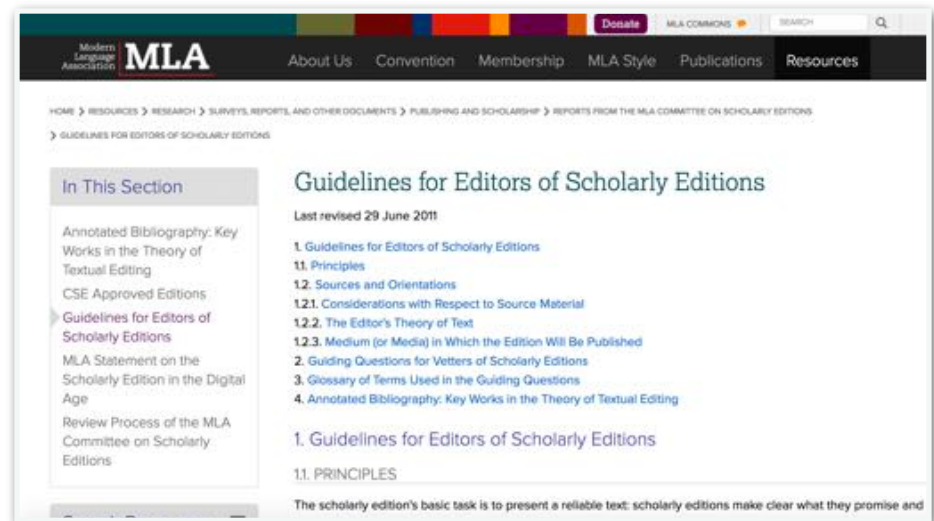 Donate MLA COMMONS SEARCH
Modern
Language
Association MLA
About Us Convention Membership MLA Style Publications Resources
HOME > RESOURCES > RESEARCH > SURVEYS, REPORTS, AND OTHER DOCUMENTS > PUBLISHING AND SCHOLARSHIP > REPORTS FROM THE MLA COMMITTEE ON SCHOLARLY EDITIONS
> GUIDELINES FOR EDITORS OF SCHOLARLY EDITIONS
In This Section
Annotated Bibliography: Key
Works in the Theory of
Textual Editing
CSE Approved Editions
Guidelines for Editors of
Scholarly Editions
MLA Statement on the
Scholarly Edition in the Digital
Age
Review Process of the MLA
Committee on Scholarly
Editions
Guidelines for Editors of Scholarly Editions
Last revised 29 June 2011
1. Guidelines for Editors of Scholarly Editions
1.1. Principles
1.2. Sources and Orientations
1.2.1. Considerations with Respect to Source Material
1.2.2. The Editor's Theory of Text
1.2.3. Medium (or Media) in Which the Edition Will Be Published
2. Guiding Questions for Vetters of Scholarly Editions
3. Glossary of Terms Used in the Guiding Questions
4. Annotated Bibliography: Key Works in the Theory of Textual Editing
1. Guidelines for Editors of Scholarly Editions
1.1. PRINCIPLES
The scholarly edition's basic task is to present a reliable text: scholarly editions make clear what they promise and